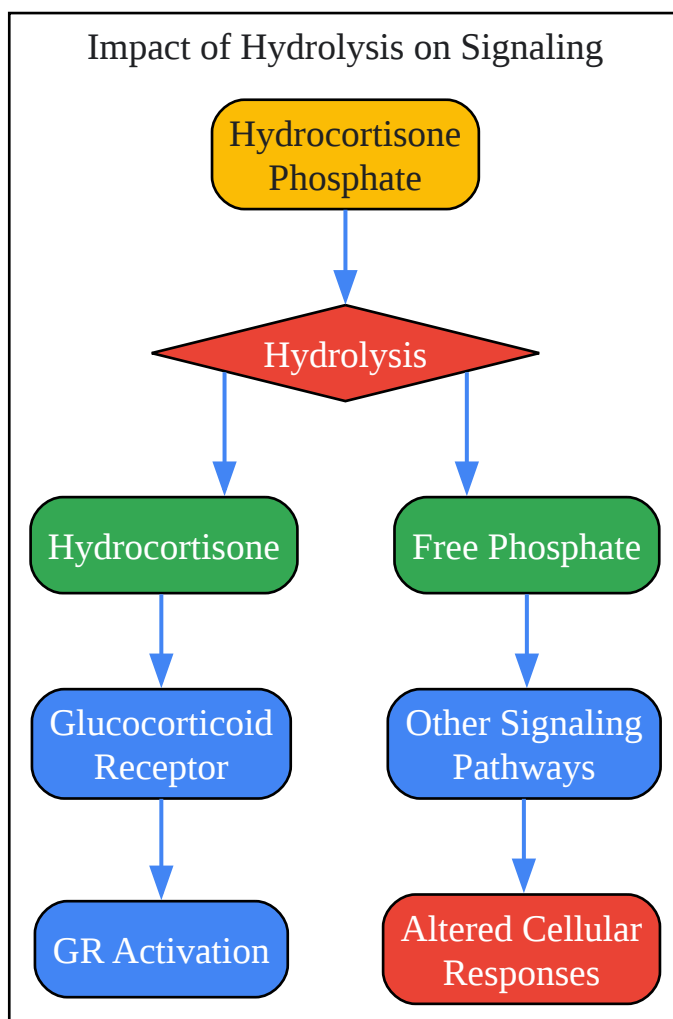 Impact of Hydrolysis on Signaling
Hydrocortisone
Phosphate
Hydrolysis
Hydrocortisone
Free Phosphate
Glucocorticoid
Receptor
Other Signaling
Pathways
GR Activation
Altered Cellular
Responses